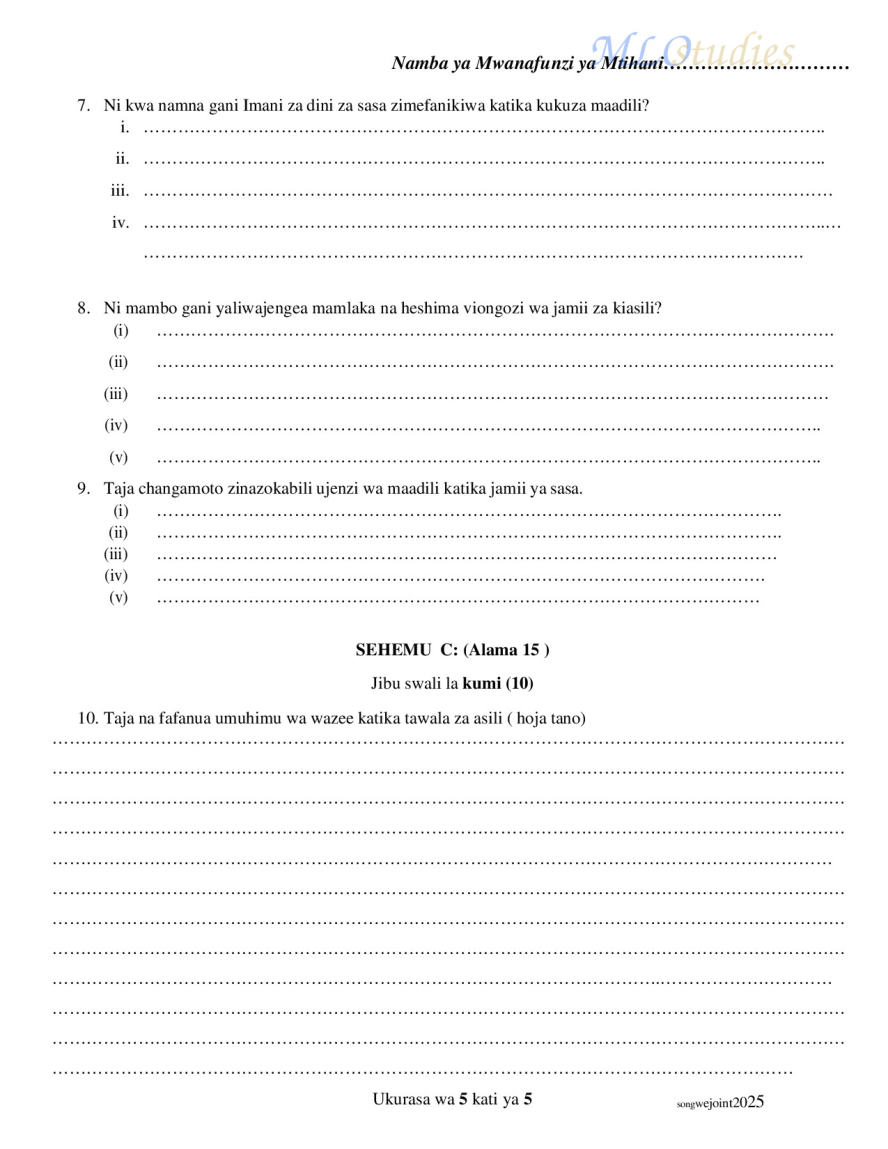 ML Studies
Namba ya Mwanafunzi ya Mtihani…………………………
7. Ni kwa namna gani Imani za dini za sasa zimefanikiwa katika kukuza maadili?
i. ………………………………………………………………………………………………………..
ii. ………………………………………………………………………………………………………..
iii. …………………………………………………………………………………………………………
iv. ………………………………………………………………………………………………………..…
…………………………………………………………………………………………………….
8. Ni mambo gani yaliwajengea mamlaka na heshima viongozi wa jamii za kiasili?
(i) ……………………………………………………………………………………………………….
(ii) ……………………………………………………………………………………………………….
(iii) ………………………………………………………………………………………………………
(iv) ……………………………………………………………………………………………………..
(v) ……………………………………………………………………………………………………..
9. Taja changamoto zinazokabili ujenzi wa maadili katika jamii ya sasa.
(i) ……………………………………………………………………………………………….
(ii) ……………………………………………………………………………………………….
(iii) ………………………………………………………………………………………………
(iv) …………………………………………………………………………………………….
(v) ……………………………………………………………………………………………
SEHEMU C: (Alama 15 )
Jibu swali la kumi (10)
10. Taja na fafanua umuhimu wa wazee katika tawala za asili ( hoja tano)
…………………………………………………………………………………………………………………………
…………………………………………………………………………………………………………………………
…………………………………………………………………………………………………………………………
…………………………………………………………………………………………………………………………
………………………………………………………………………………………………………………………
…………………………………………………………………………………………………………………………
…………………………………………………………………………………………………………………………
…………………………………………………………………………………………………………………………
……………………………………………………………………………………………..…………………………
…………………………………………………………………………………………………………………………
…………………………………………………………………………………………………………………………
…………………………………………………………………………………………………………………
Ukurasa wa 5 kati ya 5
songwejoint2025